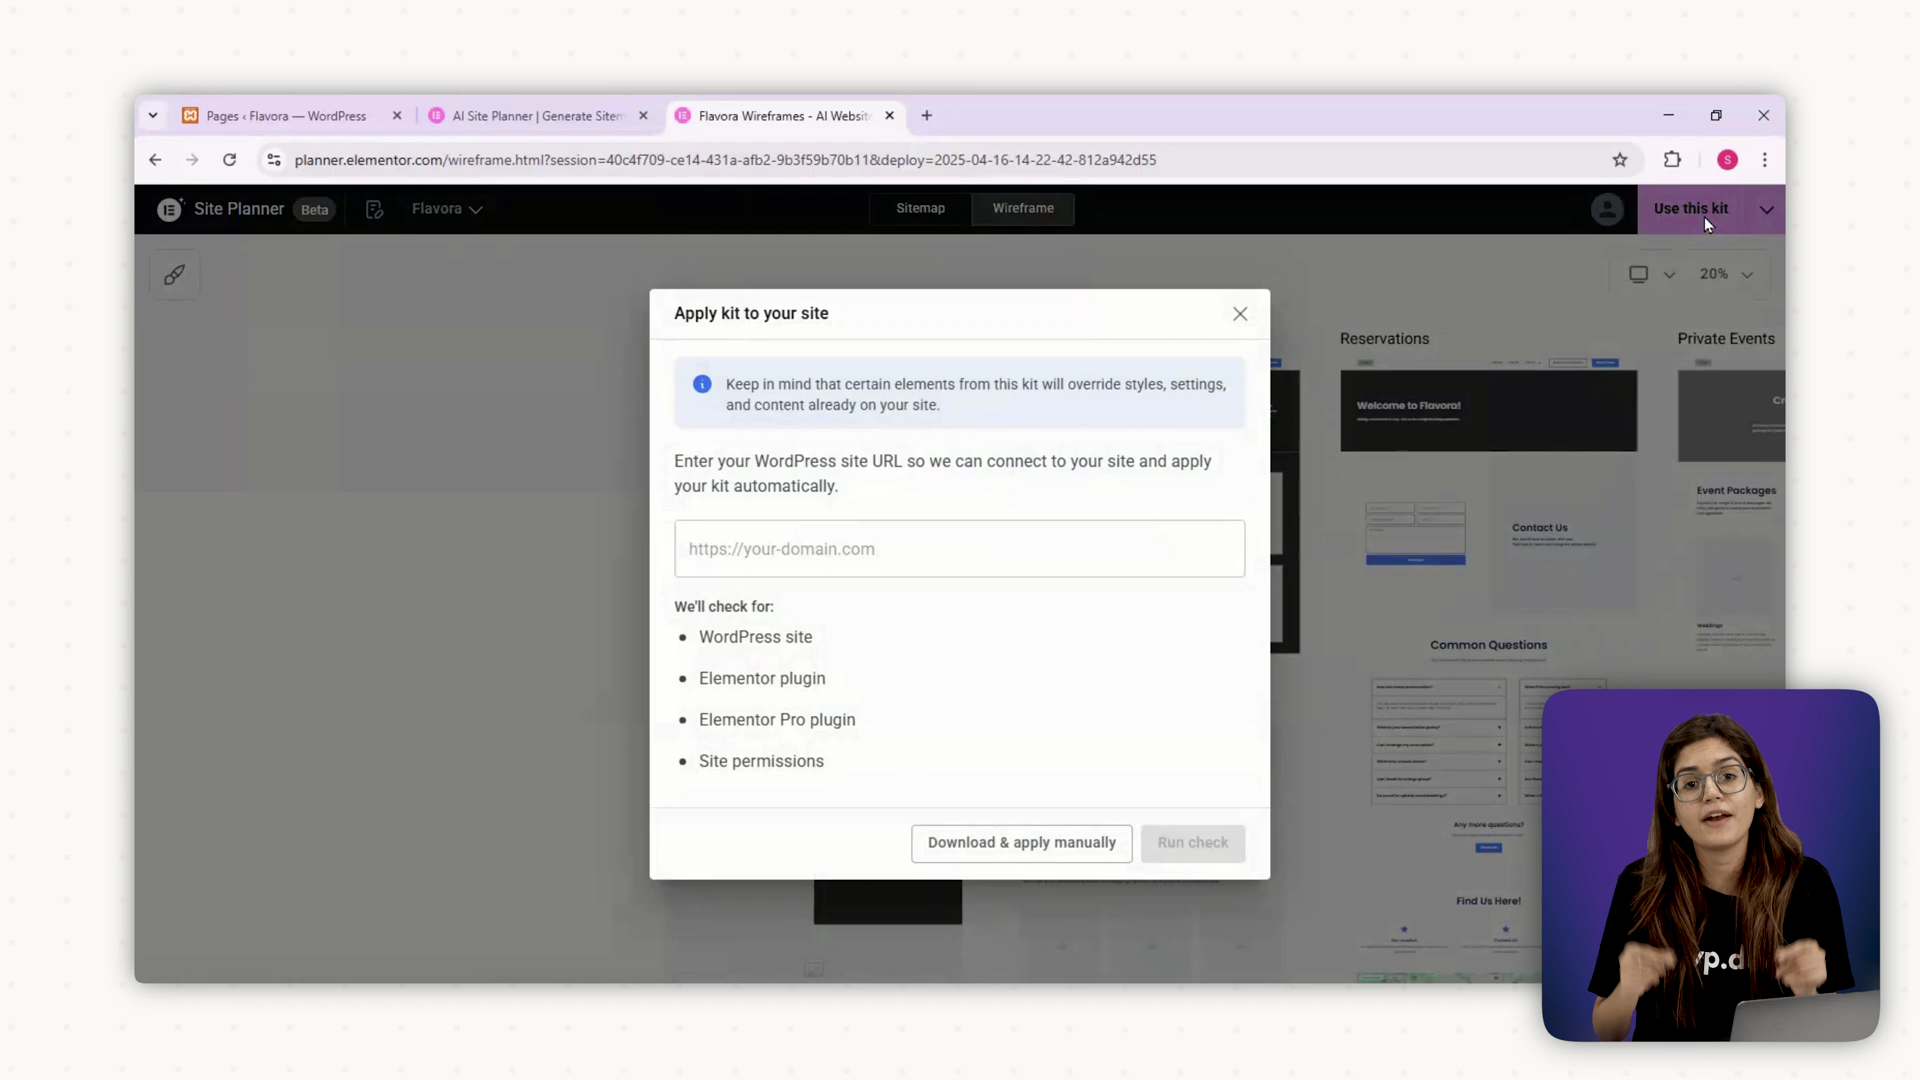 Pages ‹ Flavora — WordPress
AI Site Planner | Generate Sitem
Flavora Wireframes - AI Websit
planner.elementor.com/wireframe.html?session=40c4f709-ce14-431a-afb2-9b3f59b70b11&deploy=2025-04-16-14-22-42-812a942d55
S
Site Planner
Beta
Flavora
Sitemap
Wireframe
Use this kit
20%
Apply kit to your site
Keep in mind that certain elements from this kit will override styles, settings,
and content already on your site.
Enter your WordPress site URL so we can connect to your site and apply
your kit automatically.
https://your-domain.com
We'll check for:
• WordPress site
• Elementor plugin
• Elementor Pro plugin
• Site permissions
Download & apply manually
Run check
Reservations
Welcome to Flavora!
Contact Us
Common Questions
Any more questions?
Find Us Here!
Private Events
Event Packages
Weddings